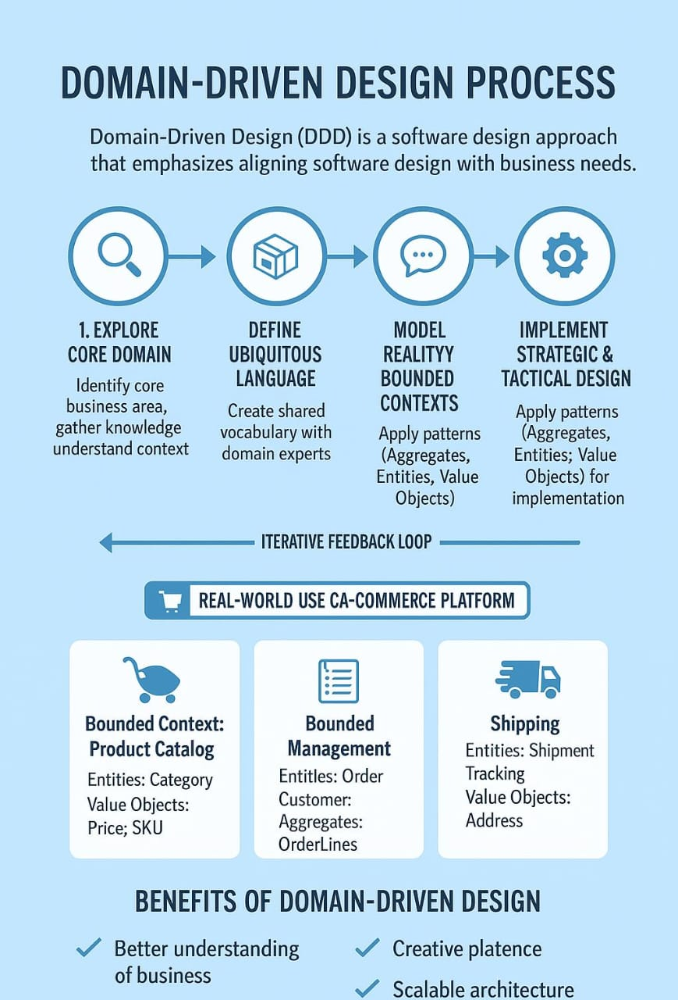 DOMAIN-DRIVEN DESIGN PROCESS
Domain-Driven Design (DDD) is a software design approach
that emphasizes aligning software design with business needs.
1. EXPLORE
CORE DOMAIN
Identify core
business area,
gather knowledge
understand context
DEFINE
UBIQUITOUS
LANGUAGE
Create shared
vocabulary with
domain experts
MODEL
REALITYY
BOUNDED
CONTEXTS
Apply patterns
(Aggregates,
Entities, Value
Objects)
IMPLEMENT
STRATEGIC &
TACTICAL DESIGN
Apply patterns
(Aggregates,
Entities; Value
Objects) for
implementation
ITERATIVE FEEDBACK LOOP
REAL-WORLD USE CA-COMMERCE PLATFORM
Bounded Context:
Product Catalog
Entities: Category
Value Objects:
Price; SKU
Bounded
Management
Entitles: Order
Customer:
Aggregates:
OrderLines
Shipping
Entities: Shipment
Tracking
Value Objects:
Address
BENEFITS OF DOMAIN-DRIVEN DESIGN
Better understanding
of business
Creative platence
Scalable architecture